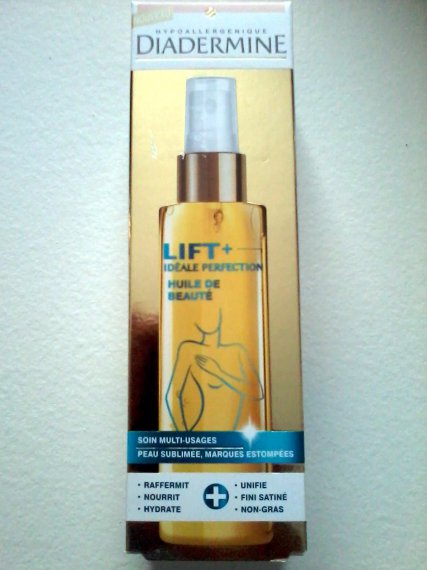 NOUVEAU
HYPOALLERGÉNIQUE
DIADERMINE
LIFT+
IDÉALE PERFECTION
HUILE DE
BEAUTÉ
SOIN MULTI-USAGES
PEAU SUBLIMÉE, MARQUES ESTOMPÉES
• RAFFERMIT
• NOURRIT
• HYDRATE
+
• UNIFIE
• FINI SATINÉ
• NON-GRAS